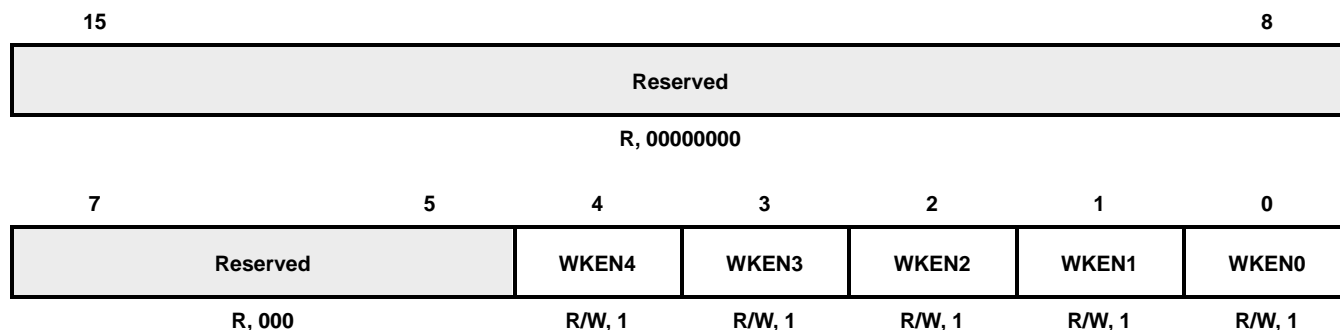 15 8
Reserved
R, 00000000
7 5 4 3 2 1 0
Reserved WKEN4 WKEN3 WKEN2 WKEN1 WKEN0
R, 000 R/W, 1 R/W, 1 R/W, 1 R/W, 1 R/W, 1